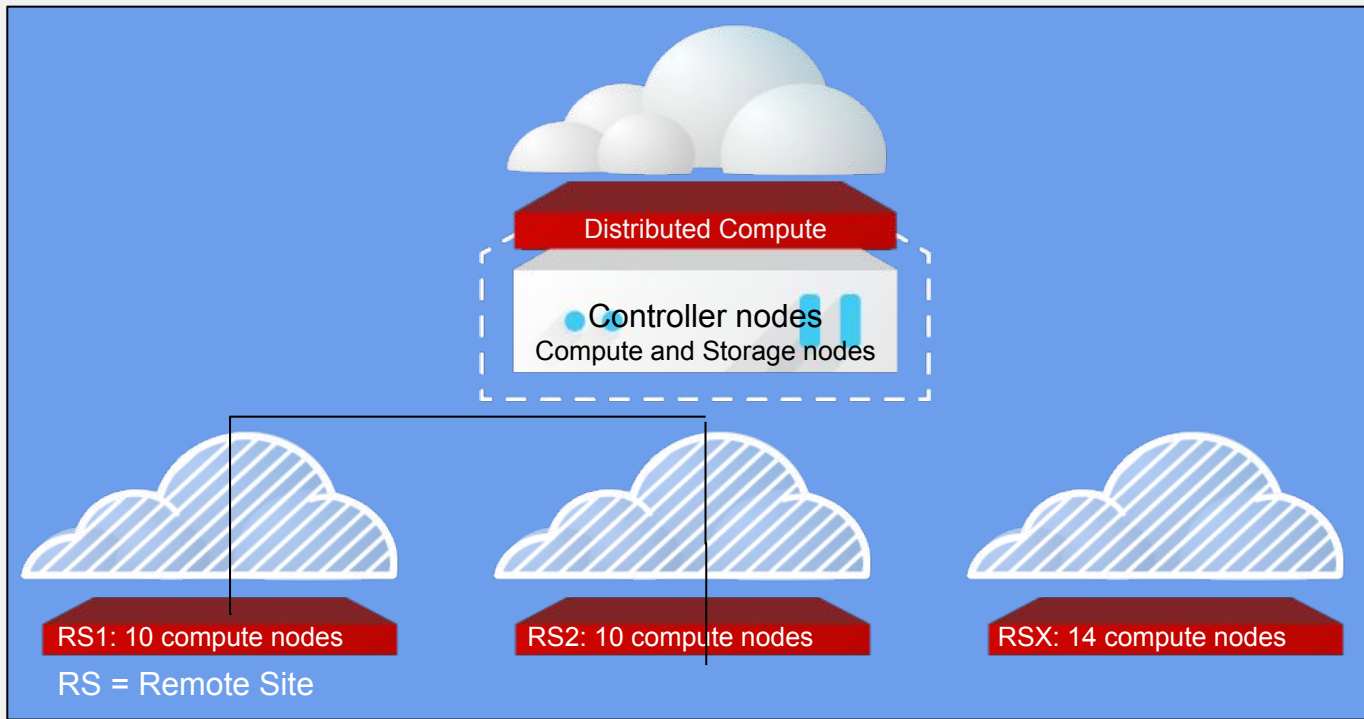 Distributed Compute
Controller nodes
Compute and Storage nodes
RS1: 10 compute nodes
RS2: 10 compute nodes
RSX: 14 compute nodes
RS = Remote Site